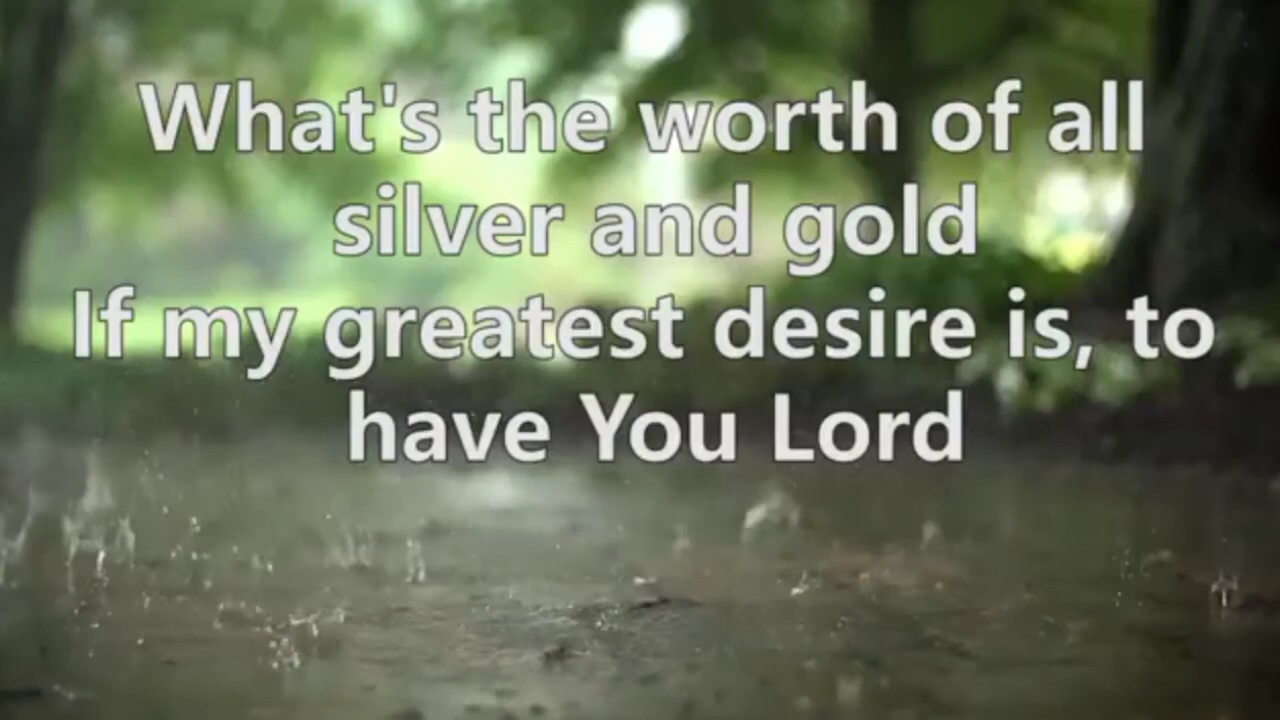 What's the worth of all
silver and gold
If my greatest desire is, to
have You Lord